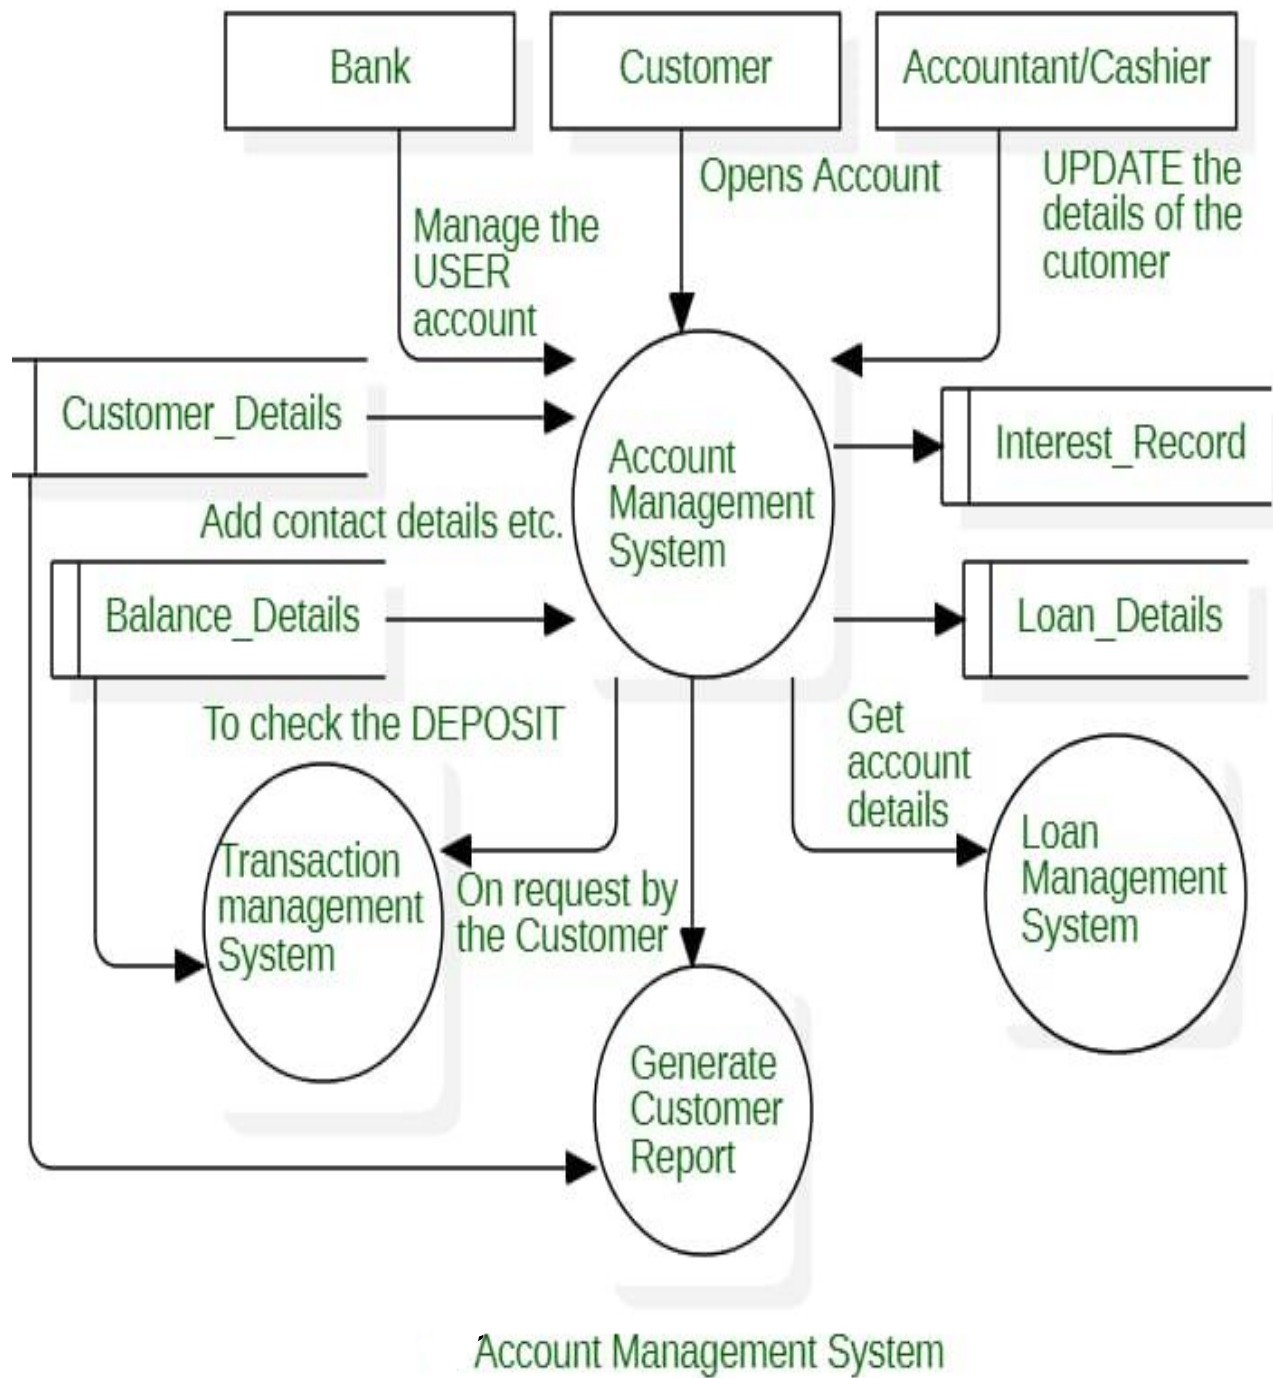 Bank
Customer
Accountant/Cashier
Opens Account
UPDATE the
details of the
cutomer
Manage the
USER
account
Customer_Details
Interest_Record
Account
Management
System
Add contact details etc.
Balance_Details
Loan_Details
To check the DEPOSIT
Get
account
details
Transaction
management
System
On request by
the Customer
Loan
Management
System
Generate
Customer
Report
Account Management System